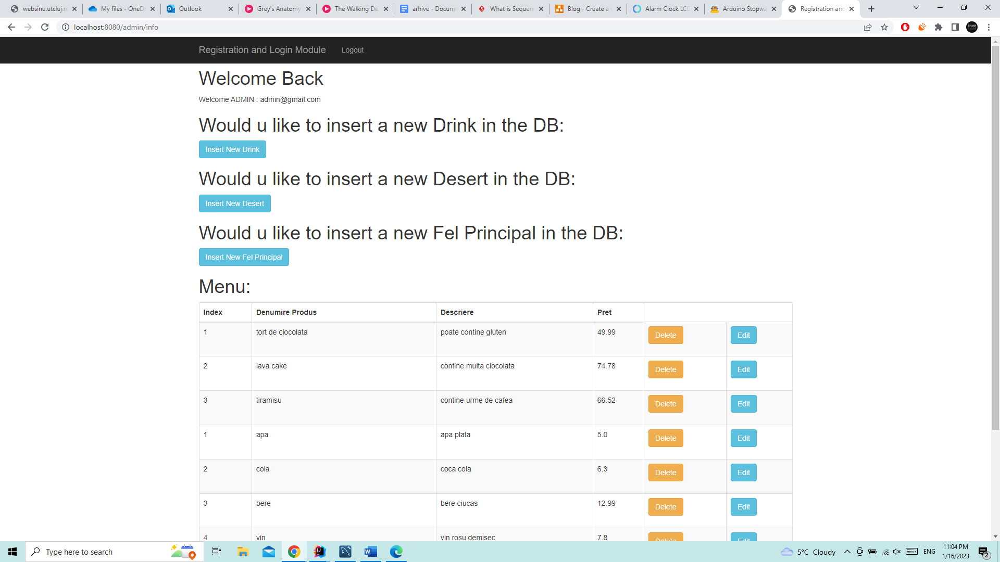 websinu.utcluj.ro
My files - OneD
Outlook
Grey's Anatomy
The Walking De
arhive - Docume
What is Sequen
Blog - Create a
Alarm Clock LCD
Arduino Stopwa
Registration and
localhost:8080/admin/info
Registration and Login Module Logout
Welcome Back
Welcome ADMIN : admin@gmail.com
Would u like to insert a new Drink in the DB:
Insert New Drink
Would u like to insert a new Desert in the DB:
Insert New Desert
Would u like to insert a new Fel Principal in the DB:
Insert New Fel Principal
Menu:
Index Denumire Produs Descriere Pret
1 tort de ciocolata poate contine gluten 49.99 Delete Edit
2 lava cake contine multa ciocolata 74.78 Delete Edit
3 tiramisu contine urme de cafea 66.52 Delete Edit
1 apa apa plata 5.0 Delete Edit
2 cola coca cola 6.3 Delete Edit
3 bere bere ciucas 12.99 Delete Edit
4 vin vin rosu demisec 7.8 Delete Edit
Type here to search
5°C Cloudy
ENG
11:04 PM
1/16/2023
2